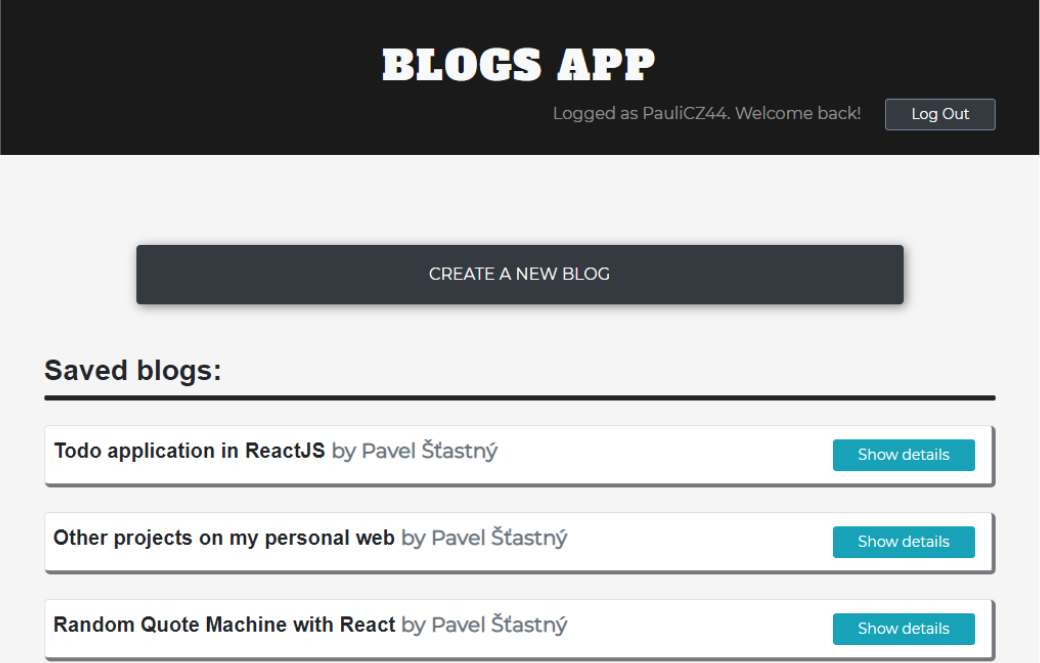 BLOGS APP
Logged as PauliCZ44. Welcome back!
Log Out
CREATE A NEW BLOG
Saved blogs:
Todo application in ReactJS by Pavel Šťastný
Show details
Other projects on my personal web by Pavel Šťastný
Show details
Random Quote Machine with React by Pavel Šťastný
Show details